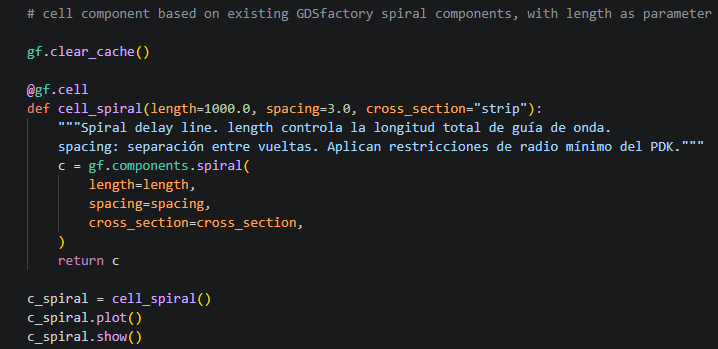 # cell component based on existing GDSfactory spiral components, with length as parameter
gf.clear_cache()
@gf.cell
def cell_spiral(length=1000.0, spacing=3.0, cross_section="strip"):
"""Spiral delay line. length controla la longitud total de guía de onda.
spacing: separación entre vueltas. Aplican restricciones de radio mínimo del PDK."""
c = gf.components.spiral(
length=length,
spacing=spacing,
cross_section=cross_section,
)
return c
c_spiral = cell_spiral()
c_spiral.plot()
c_spiral.show()